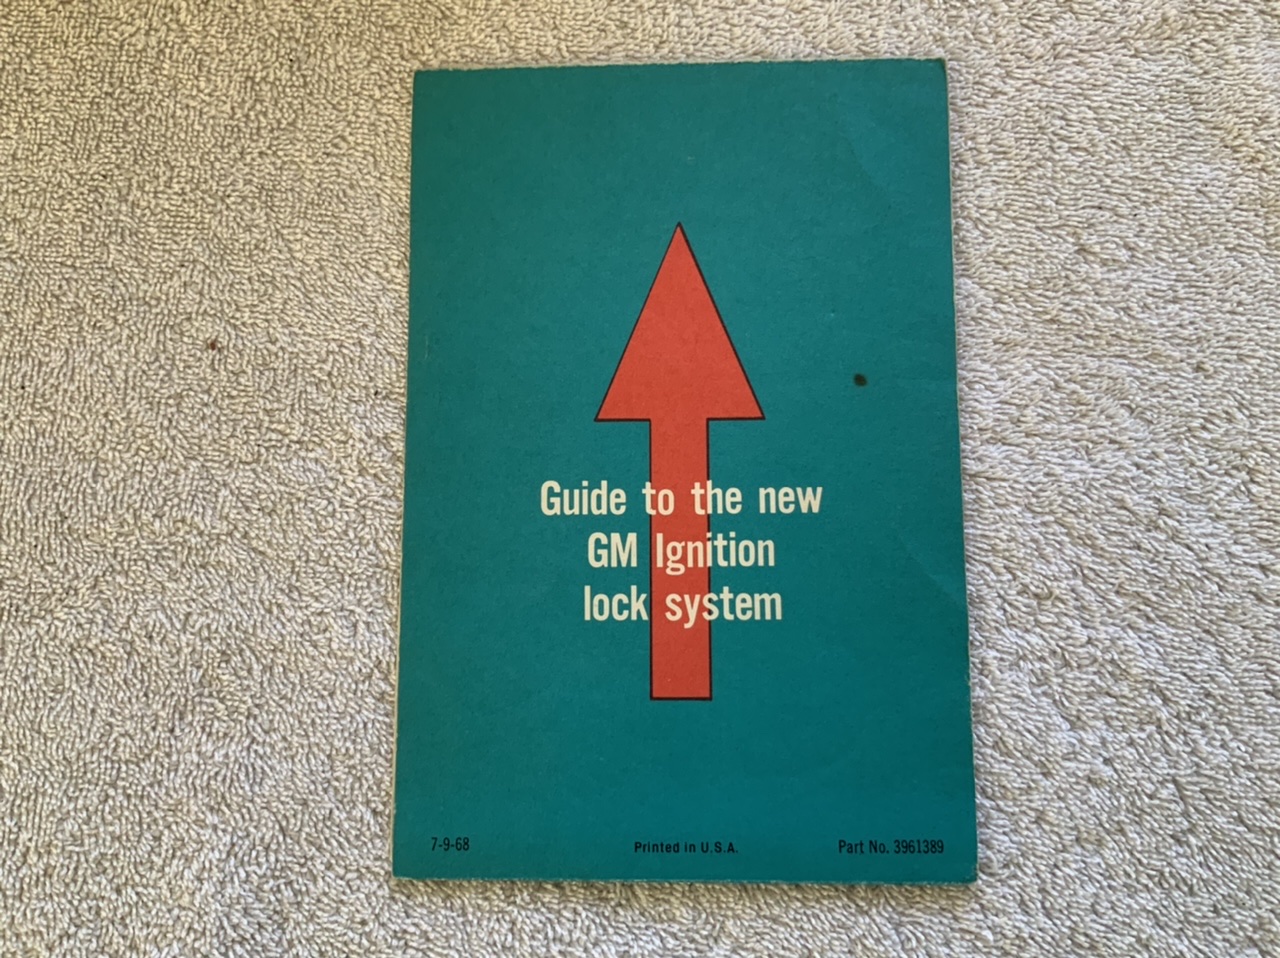 Guide to the new
GM Ignition
lock system
7-9-68
Printed in U.S.A.
Part No. 3961389